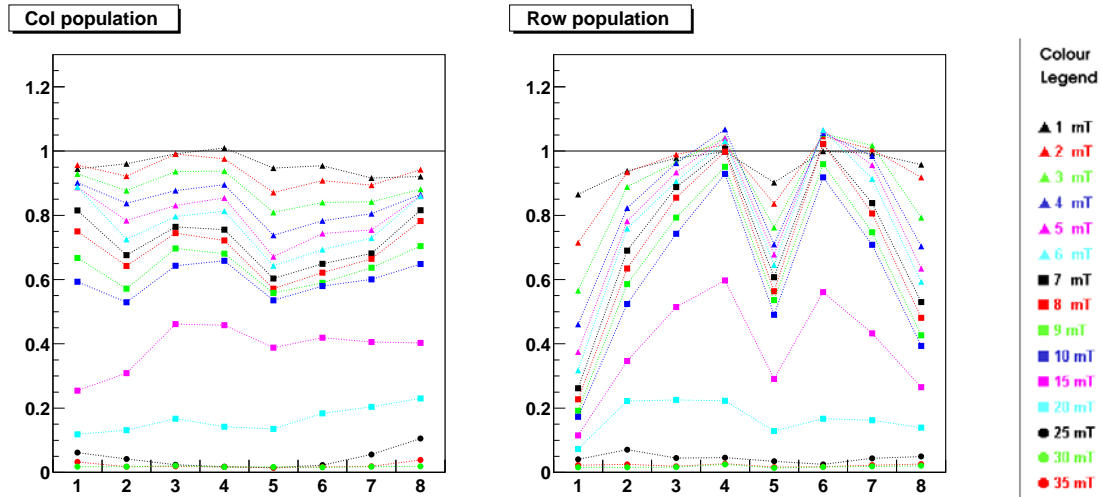 Col population
1.2
1
0.8
0.6
0.4
0.2
0
1 2 3 4 5 6 7 8
Row population
1.2
1
0.8
0.6
0.4
0.2
0
1 2 3 4 5 6 7 8
Colour
Legend
1 mT
2 mT
3 mT
4 mT
5 mT
6 mT
7 mT
8 mT
9 mT
10 mT
15 mT
20 mT
25 mT
30 mT
35 mT